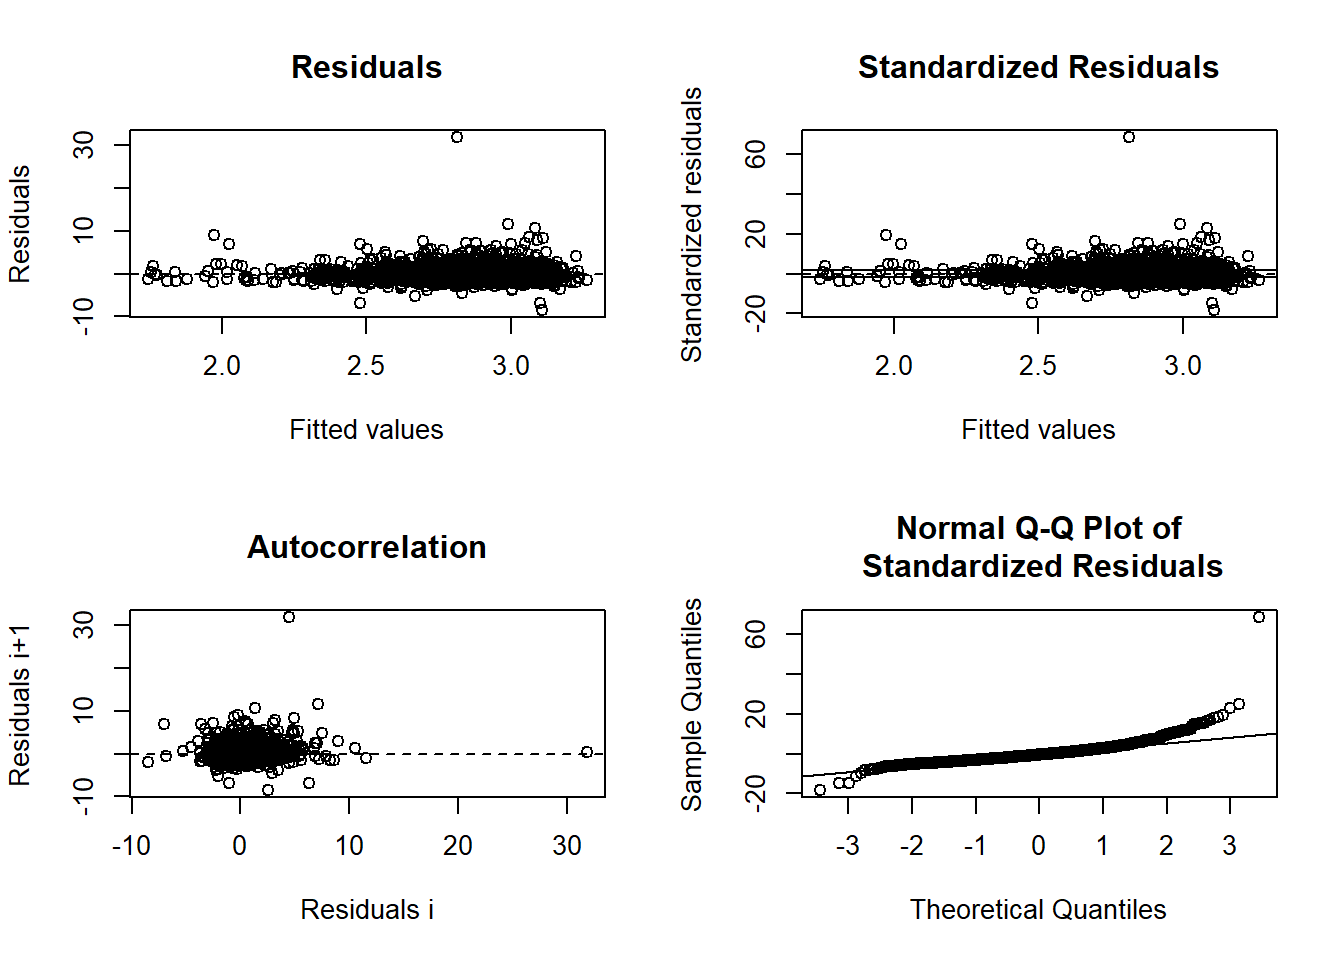 Residuals
Residuals
-10 10 30
2.0 2.5 3.0
Fitted values
Standardized Residuals
Standardized residuals
-20 20 60
2.0 2.5 3.0
Fitted values
Autocorrelation
Residuals i+1
-10 10 30
-10 0 10 20 30
Residuals i
Normal Q-Q Plot of
Standardized Residuals
Sample Quantiles
-20 20 60
-3 -2 -1 0 1 2 3
Theoretical Quantiles